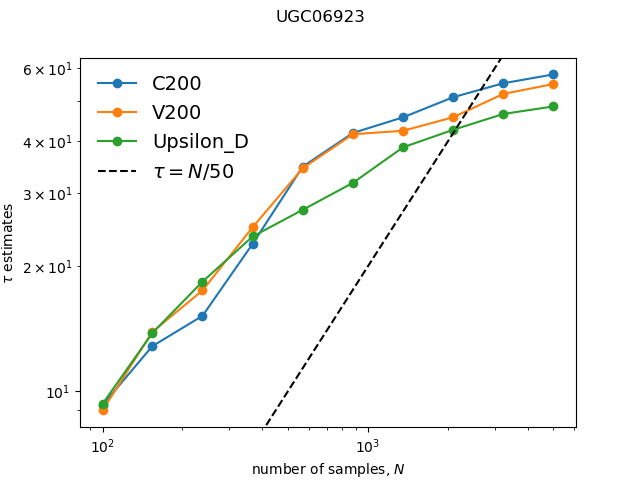 UGC06923
6 × 10¹
4 × 10¹
3 × 10¹
2 × 10¹
10¹
τ estimates
C200
V200
Upsilon_D
τ = N/50
10² 10³
number of samples, N